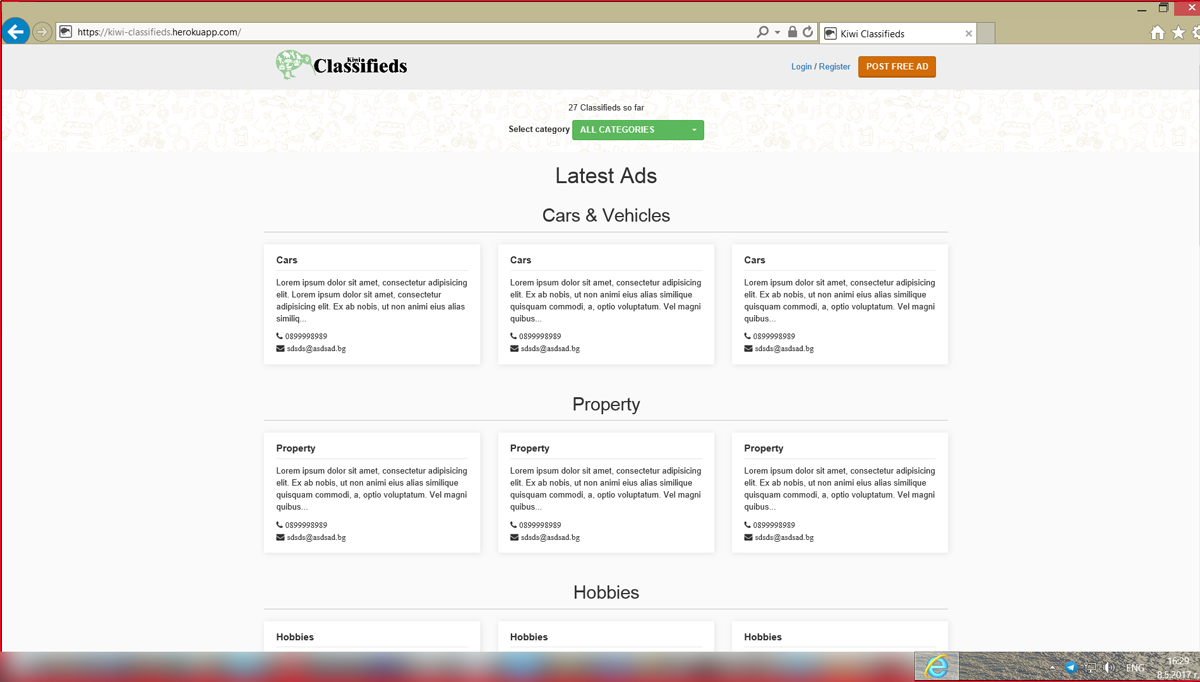 https://kiwi-classifieds.herokuapp.com/
Kiwi Classifieds
Kiwi
Classifieds
Login / Register
POST FREE AD
27 Classifieds so far
Select category
ALL CATEGORIES
Latest Ads
Cars & Vehicles
Cars
Lorem ipsum dolor sit amet, consectetur adipisicing
elit. Lorem ipsum dolor sit amet, consectetur
adipisicing elit. Ex ab nobis, ut non animi eius alias
similiq...
0899998989
sdsds@asdsad.bg
Cars
Lorem ipsum dolor sit amet, consectetur adipisicing
elit. Ex ab nobis, ut non animi eius alias similique
quisquam commodi, a, optio voluptatum. Vel magni
quibus...
0899998989
sdsds@asdsad.bg
Cars
Lorem ipsum dolor sit amet, consectetur adipisicing
elit. Ex ab nobis, ut non animi eius alias similique
quisquam commodi, a, optio voluptatum. Vel magni
quibus...
0899998989
sdsds@asdsad.bg
Property
Property
Lorem ipsum dolor sit amet, consectetur adipisicing
elit. Ex ab nobis, ut non animi eius alias similique
quisquam commodi, a, optio voluptatum. Vel magni
quibus...
0899998989
sdsds@asdsad.bg
Property
Lorem ipsum dolor sit amet, consectetur adipisicing
elit. Ex ab nobis, ut non animi eius alias similique
quisquam commodi, a, optio voluptatum. Vel magni
quibus...
0899998989
sdsds@asdsad.bg
Property
Lorem ipsum dolor sit amet, consectetur adipisicing
elit. Ex ab nobis, ut non animi eius alias similique
quisquam commodi, a, optio voluptatum. Vel magni
quibus...
0899998989
sdsds@asdsad.bg
Hobbies
Hobbies
Hobbies
Hobbies
ENG
16:29
8.5.2017 г.